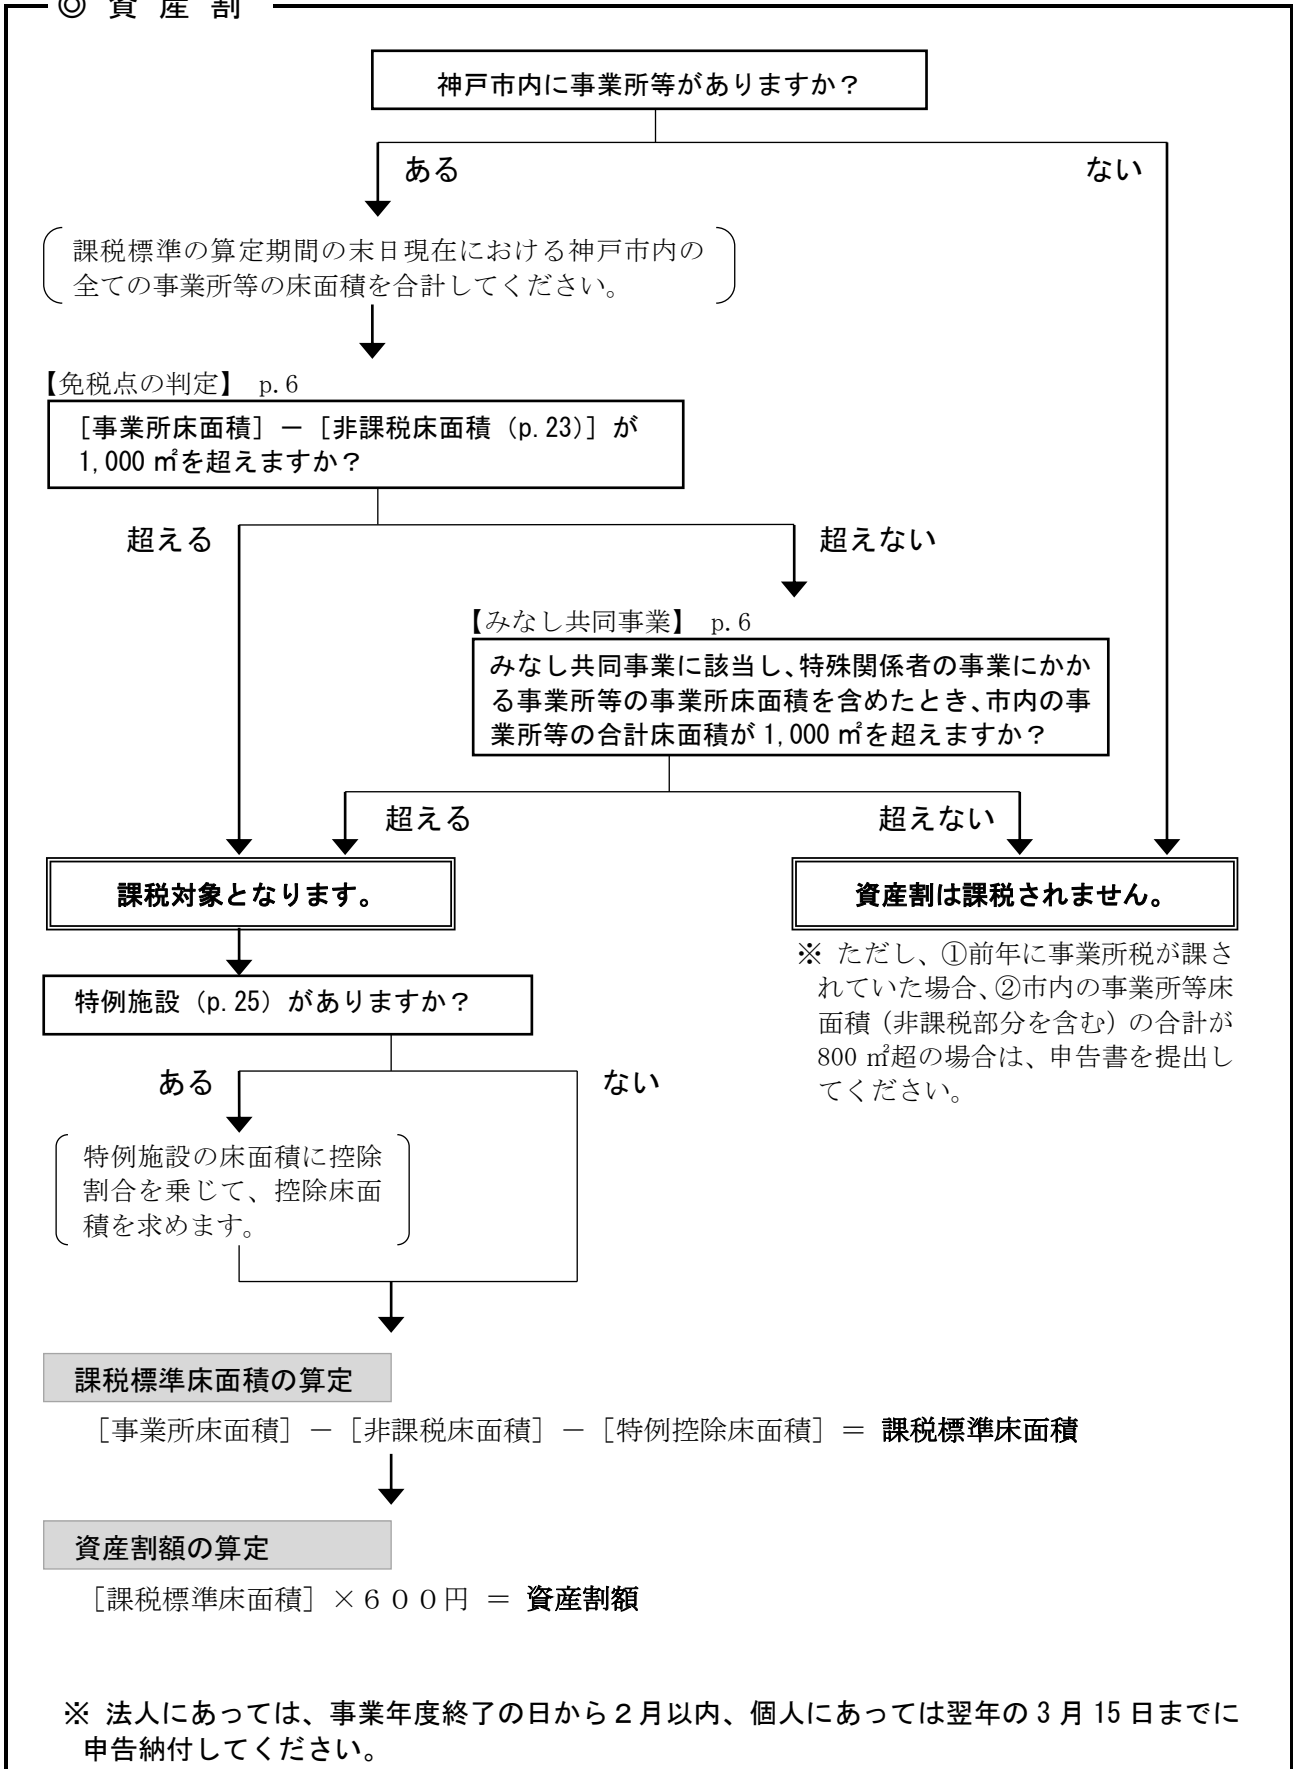 ◎ 資 産 割
神戸市内に事業所等がありますか？
ある
ない
課税標準の算定期間の末日現在における神戸市内の
全ての事業所等の床面積を合計してください。
【免税点の判定】 p.6
［事業所床面積］－［非課税床面積（p.23)］が
1,000 ㎡を超えますか？
超える
超えない
【みなし共同事業】 p.6
みなし共同事業に該当し、特殊関係者の事業にかか
る事業所等の事業所床面積を含めたとき、市内の事
業所等の合計床面積が 1,000 ㎡を超えますか？
超える
超えない
課税対象となります。
資産割は課税されません。
※ ただし、①前年に事業所税が課さ
れていた場合、②市内の事業所等床
面積（非課税部分を含む）の合計が
800 ㎡超の場合は、申告書を提出し
てください。
特例施設（p.25）がありますか？
ある
ない
特例施設の床面積に控除
割合を乗じて、控除床面
積を求めます。
課税標準床面積の算定
［事業所床面積］－［非課税床面積］－［特例控除床面積］＝ 課税標準床面積
資産割額の算定
［課税標準床面積］×６００円 ＝ 資産割額
※ 法人にあっては、事業年度終了の日から２月以内、個人にあっては翌年の 3 月 15 日までに
申告納付してください。